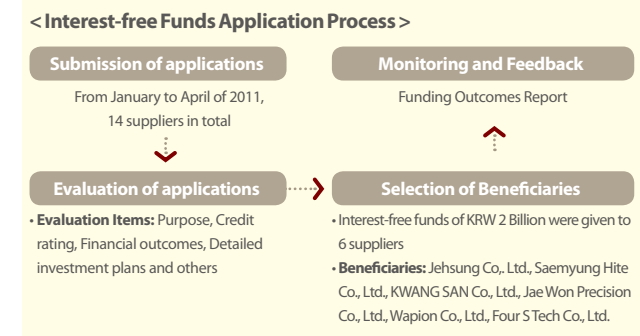 < Interest-free Funds Application Process >
Submission of applications
From January to April of 2011,
14 suppliers in total
Evaluation of applications
• Evaluation Items: Purpose, Credit
rating, Financial outcomes, Detailed
investment plans and others
Selection of Beneficiaries
• Interest-free funds of KRW 2 Billion were given to
6 suppliers
• Beneficiaries: Jehsung Co,. Ltd., Saemyung Hite
Co., Ltd., KWANG SAN Co., Ltd., Jae Won Precision
Co., Ltd., Wapion Co., Ltd., Four S Tech Co., Ltd.
Monitoring and Feedback
Funding Outcomes Report